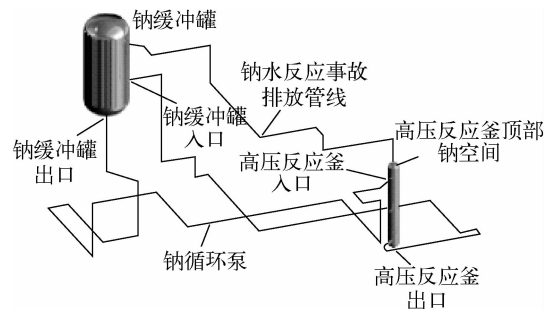 钠缓冲罐
钠水反应事故
排放管线
钠缓冲罐
入口
高压反应釜顶部
钠空间
钠缓冲罐
出口
高压反应釜
入口
钠循环泵
高压反应釜
出口